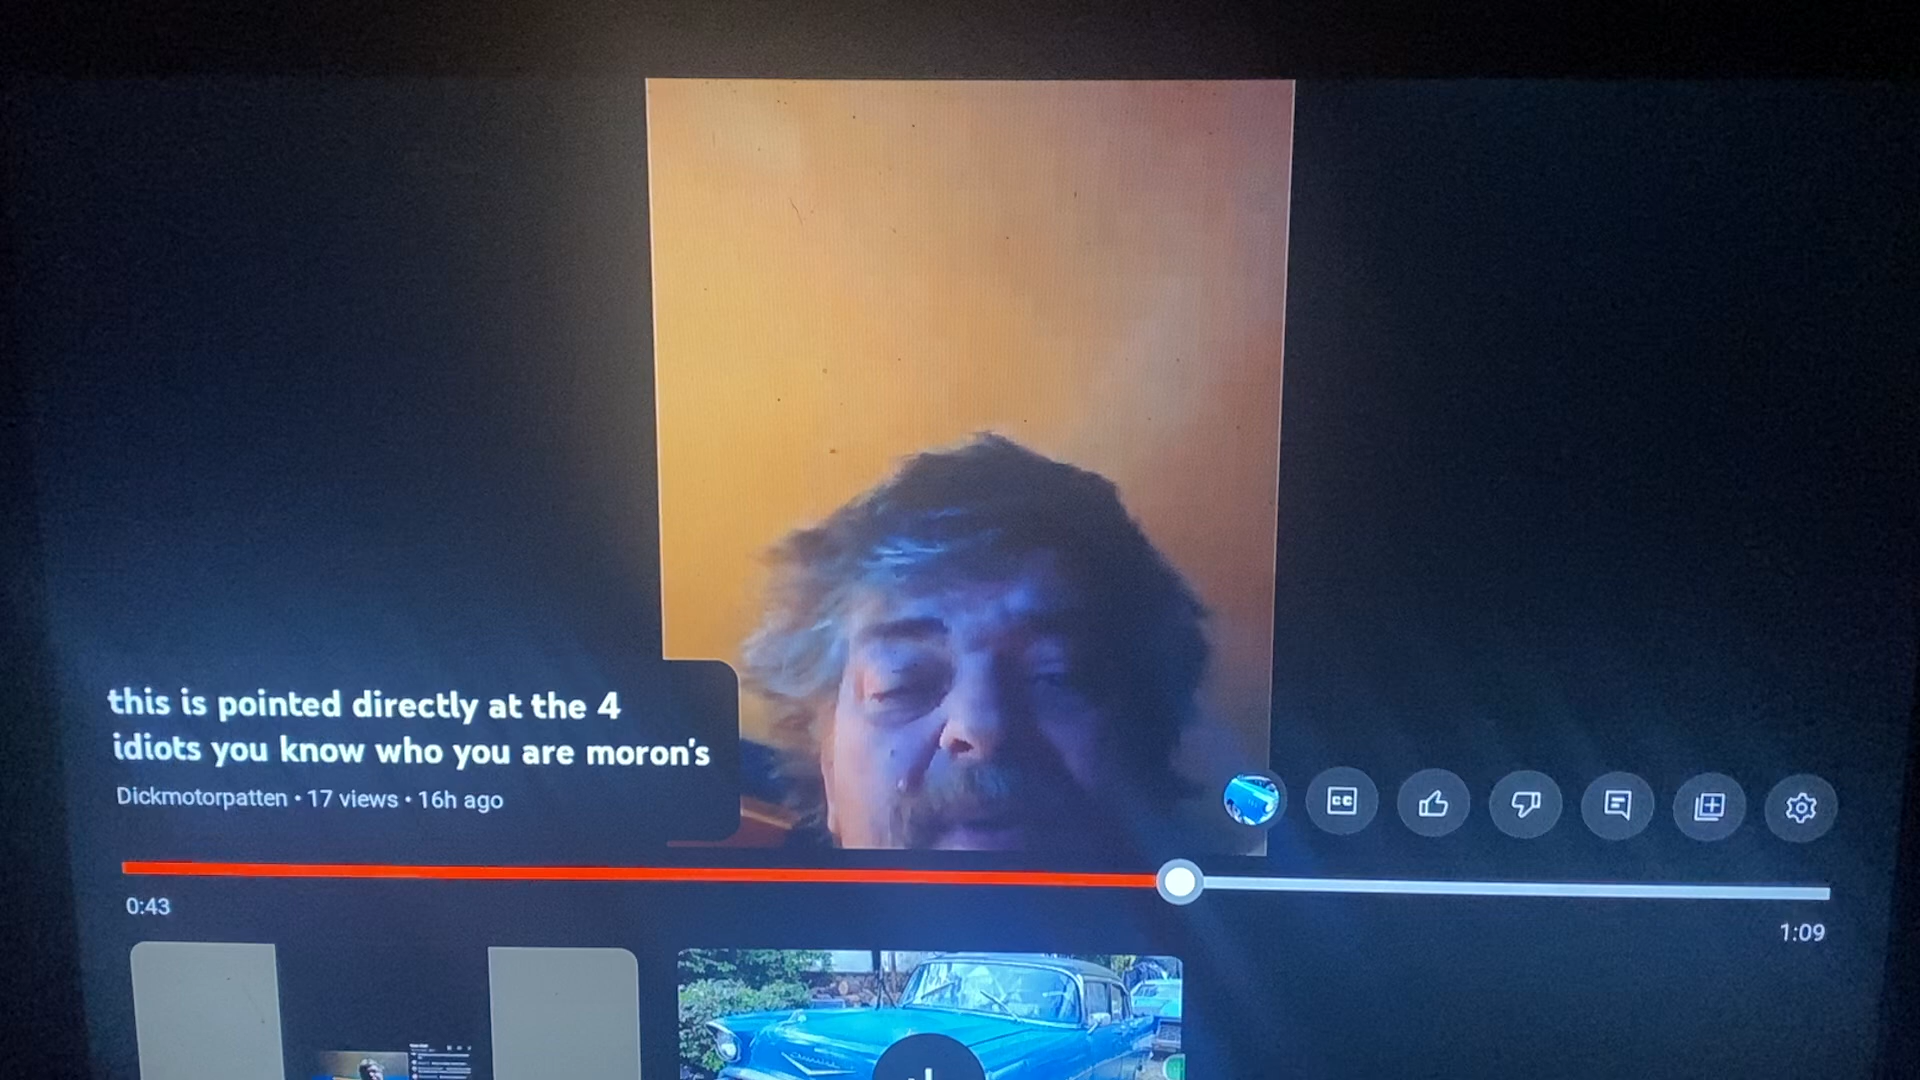 this is pointed directly at the 4
idiots you know who you are moron's
Dickmotorpatten • 17 views • 16h ago
CC
0:43
1:09